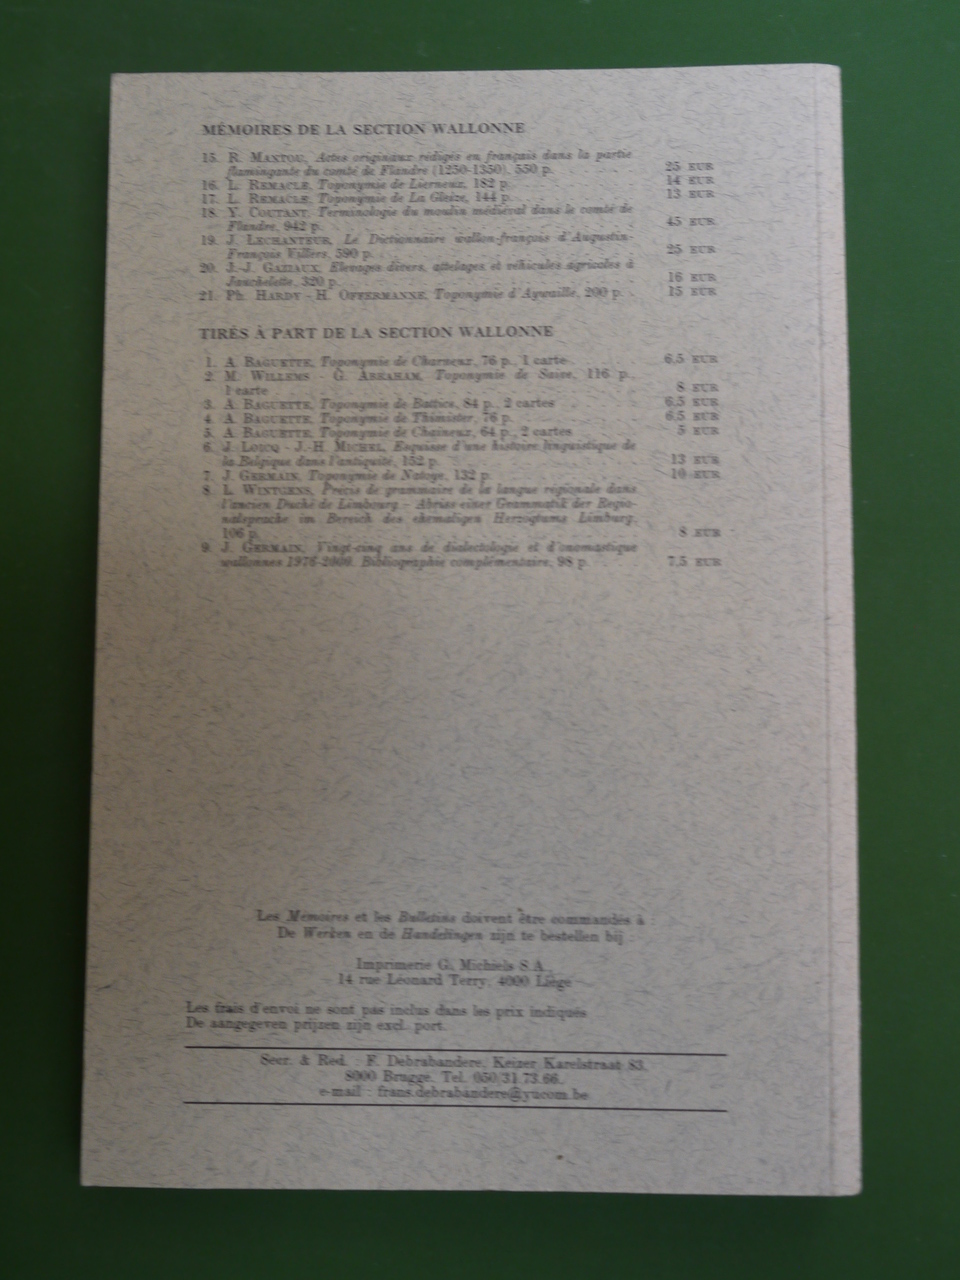 MÉMOIRES DE LA SECTION WALLONNE
15. R. MANTOU, Actes originaux rédigés en français dans la partie
flamingante du comté de Flandre (1250-1350), 550 p. . . . . . . 25 EUR
16. L. REMACLE, Toponymie de Lierneux, 182 p. . . . . . . . . 14 EUR
17. L. REMACLE, Toponymie de La Gleize, 144 p. . . . . . . . . 13 EUR
18. Y. COUTANT, Terminologie du moulin médiéval dans le comté de
Flandre, 942 p. . . . . . . . . 45 EUR
19. J. LECHANTEUR, Le Dictionnaire wallon-français d'Augustin-
François Villers, 590 p. . . . . . . . . 25 EUR
20. J.-J. GAZIAUX, Elevages divers, attelages et véhicules agricoles à
Jauchelette, 320 p. . . . . . . . . 16 EUR
21. Ph. HARDY - H. OFFERMANNE, Toponymie d'Aywaille, 200 p. . 15 EUR
TIRÉS À PART DE LA SECTION WALLONNE
1. A. BAGUETTE, Toponymie de Charneux, 76 p., 1 carte . . . . 6,5 EUR
2. M. WILLEMS - G. ABRAHAM, Toponymie de Saive, 116 p.,
1 carte . . . . . . . . 8 EUR
3. A. BAGUETTE, Toponymie de Battice, 84 p., 2 cartes . . . . 6,5 EUR
4. A. BAGUETTE, Toponymie de Thimister, 76 p. . . . . . . . 6,5 EUR
5. A. BAGUETTE, Toponymie de Chaineux, 64 p., 2 cartes . . . . 5 EUR
6. J. LOICQ - J.-H. MICHEL, Esquisse d'une histoire linguistique de
la Belgique dans l'antiquité, 152 p. . . . . . . . 13 EUR
7. J. GERMAIN, Toponymie de Natoye, 132 p. . . . . . . . 10 EUR
8. L. WINTGENS, Précis de grammaire de la langue régionale dans
l'ancien Duché de Limbourg - Abriss einer Grammatik der Regio-
nalsprache im Bereich des ehemaligen Herzogtums Limburg,
106 p. . . . . . . . 8 EUR
9. J. GERMAIN, Vingt-cinq ans de dialectologie et d'onomastique
wallonnes 1976-2000. Bibliographie complémentaire, 98 p. . . . 7,5 EUR
Les Mémoires et les Bulletins doivent être commandés à :
De Werken en de Handelingen zijn te bestellen bij :
Imprimerie G. Michiels S.A.
14 rue Léonard Terry, 4000 Liège
Les frais d'envoi ne sont pas inclus dans les prix indiqués
De aangegeven prijzen zijn excl. port.
Secr. & Red. : F. Debrabandere, Keizer Karelstraat 83,
8000 Brugge, Tel. 050/31.73.66.
e-mail : frans.debrabandere@yucom.be